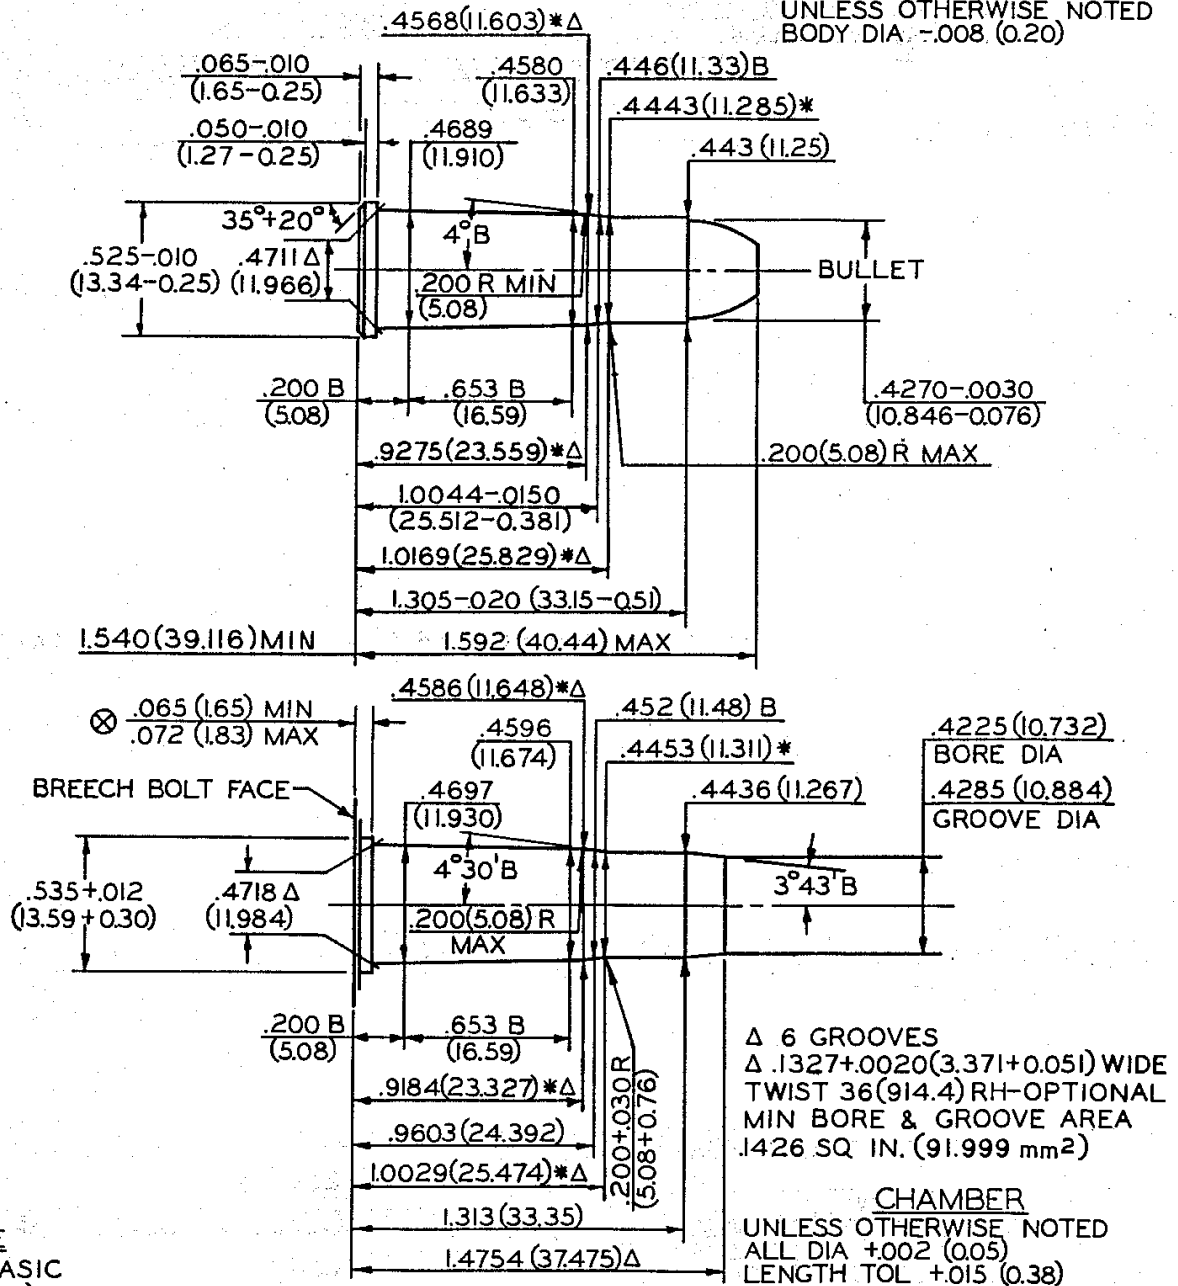 UNLESS OTHERWISE NOTED
BODY DIA -.008 (0.20)
.4568(11.603)*Δ
.065-.010
(1.65-0.25)
.4580
(11.633)
.446(11.33)B
.4443(11.285)*
.050-.010
(1.27-0.25)
.4689
(11.910)
.443 (11.25)
35°+20°
4°B
.525-.010
(13.34-0.25)
.4711 Δ
(11.966)
.200 R MIN
(5.08)
BULLET
.200 B
(5.08)
.653 B
(16.59)
.4270-.0030
(10.846-0.076)
.9275(23.559)*Δ
.200(5.08) R MAX
1.0044-.0150
(25.512-0.381)
1.0169(25.829)*Δ
1.305-.020 (33.15-0.51)
1.540(39.116)MIN
1.592 (40.44) MAX
.4586(11.648)*Δ
⊗ .065 (1.65) MIN
.072 (1.83) MAX
.452 (11.48) B
.4596
(11.674)
.4453(11.311)*
.4225(10.732)
BORE DIA
BREECH BOLT FACE
.4697
(11.930)
.4436 (11.267)
.4285 (10.884)
GROOVE DIA
4°30'B
3°43'B
.535+.012
(13.59+0.30)
.4718 Δ
(11.984)
.200(5.08) R
MAX
.200 B
(5.08)
.653 B
(16.59)
.200+.030R
(5.08+0.76)
.9184(23.327)*Δ
.9603(24.392)
1.0029(25.474)*Δ
1.313(33.35)
1.4754(37.475)Δ
Δ 6 GROOVES
Δ .1327+.0020(3.371+0.051) WIDE
TWIST 36(914.4) RH-OPTIONAL
MIN BORE & GROOVE AREA
.1426 SQ IN. (91.999 mm²)
CHAMBER
UNLESS OTHERWISE NOTED
ALL DIA +.002 (0.05)
LENGTH TOL +.015 (0.38)